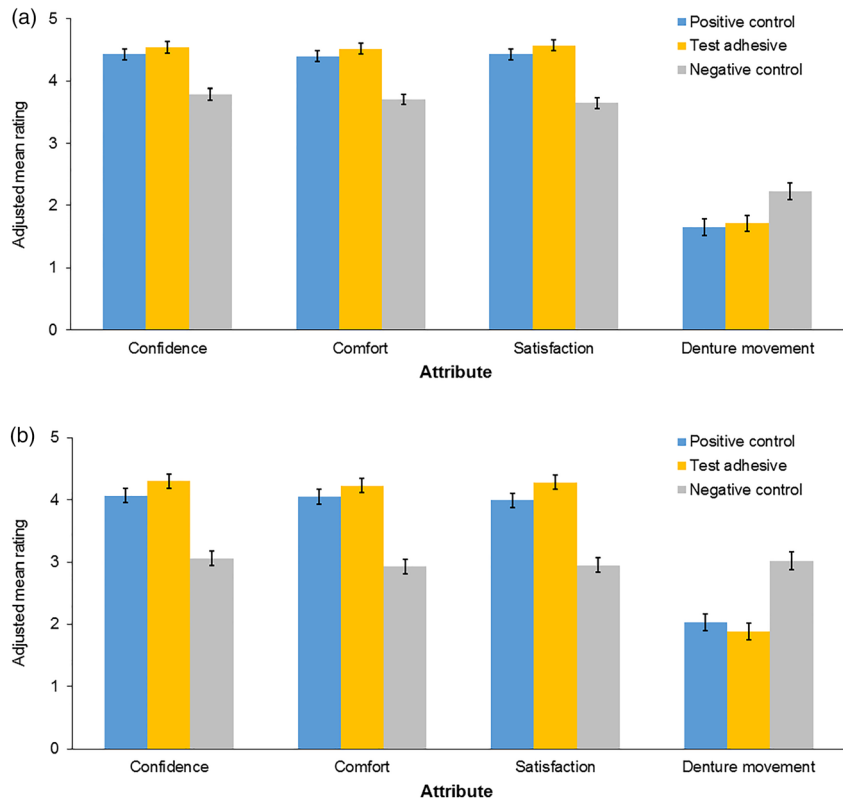 (a)
5
4
3
2
1
0
Adjusted mean rating
Positive control
Test adhesive
Negative control
Confidence Comfort Satisfaction Denture movement
Attribute
(b)
5
4
3
2
1
0
Adjusted mean rating
Positive control
Test adhesive
Negative control
Confidence Comfort Satisfaction Denture movement
Attribute